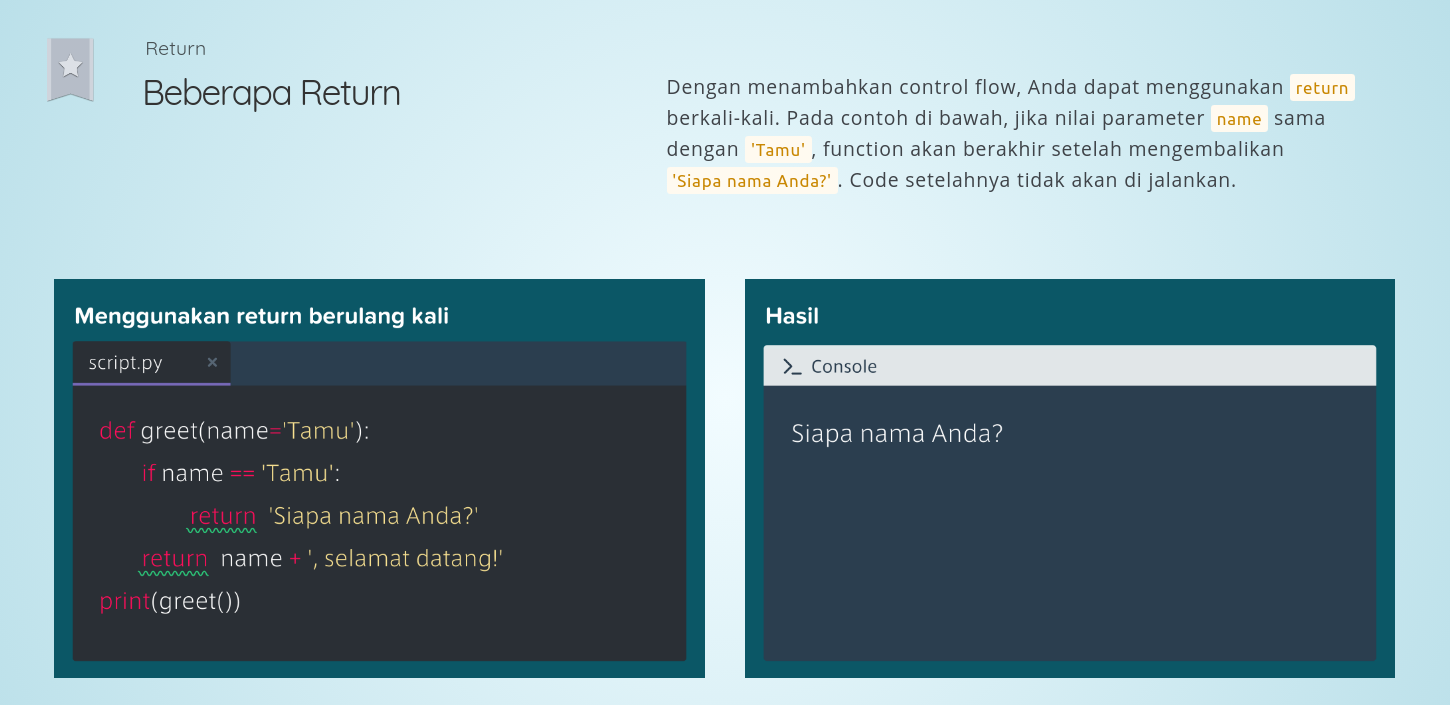 Return
Beberapa Return
Dengan menambahkan control flow, Anda dapat menggunakan return
berkali-kali. Pada contoh di bawah, jika nilai parameter name sama
dengan 'Tamu', function akan berakhir setelah mengembalikan
'Siapa nama Anda?'. Code setelahnya tidak akan di jalankan.
Menggunakan return berulang kali
script.py ×
def greet(name='Tamu'):
if name == 'Tamu':
return 'Siapa nama Anda?'
return name + ', selamat datang!'
print(greet())
Hasil
>_ Console
Siapa nama Anda?